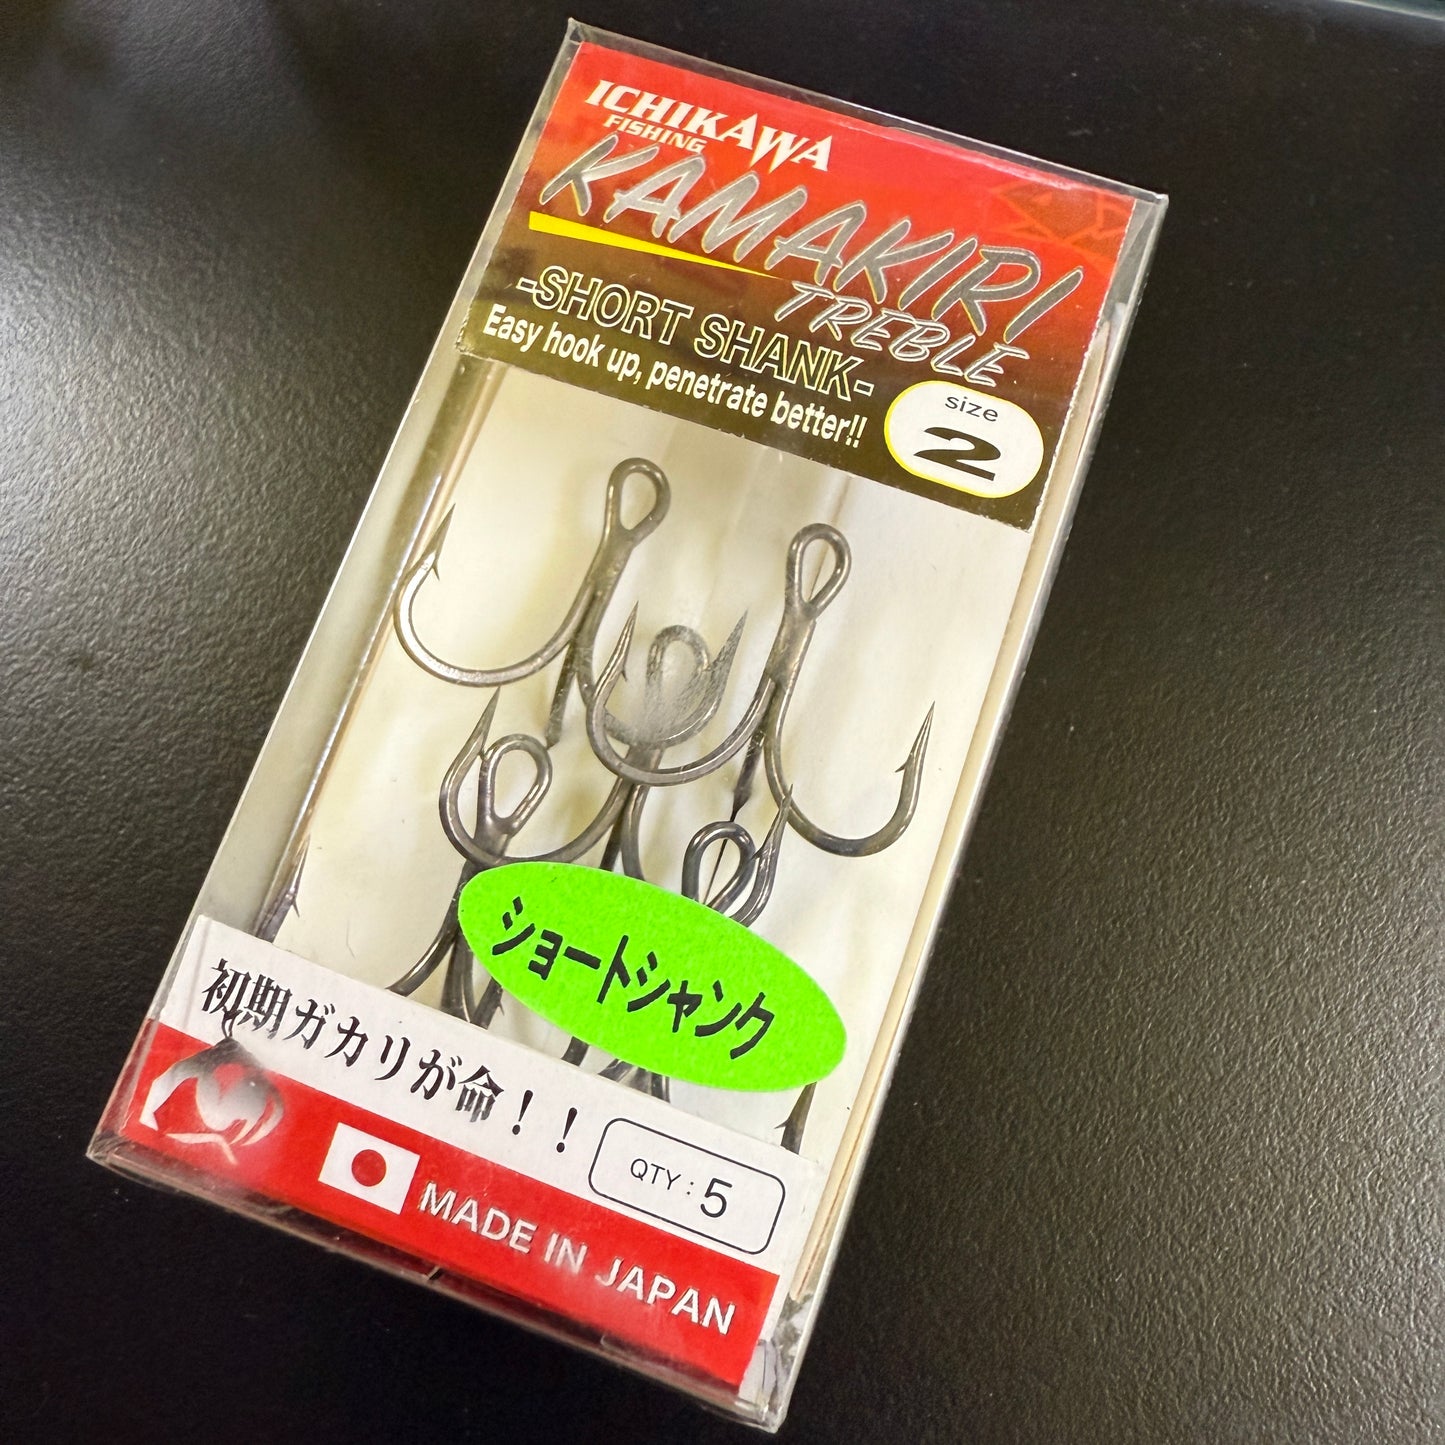 ICHIKAWA
FISHING
KAMAKIRI
TREBLE
-SHORT SHANK-
Easy hook up, penetrate better!!
size
2
ショートシャンク
初期ガカリが命！！
QTY : 5
MADE IN JAPAN